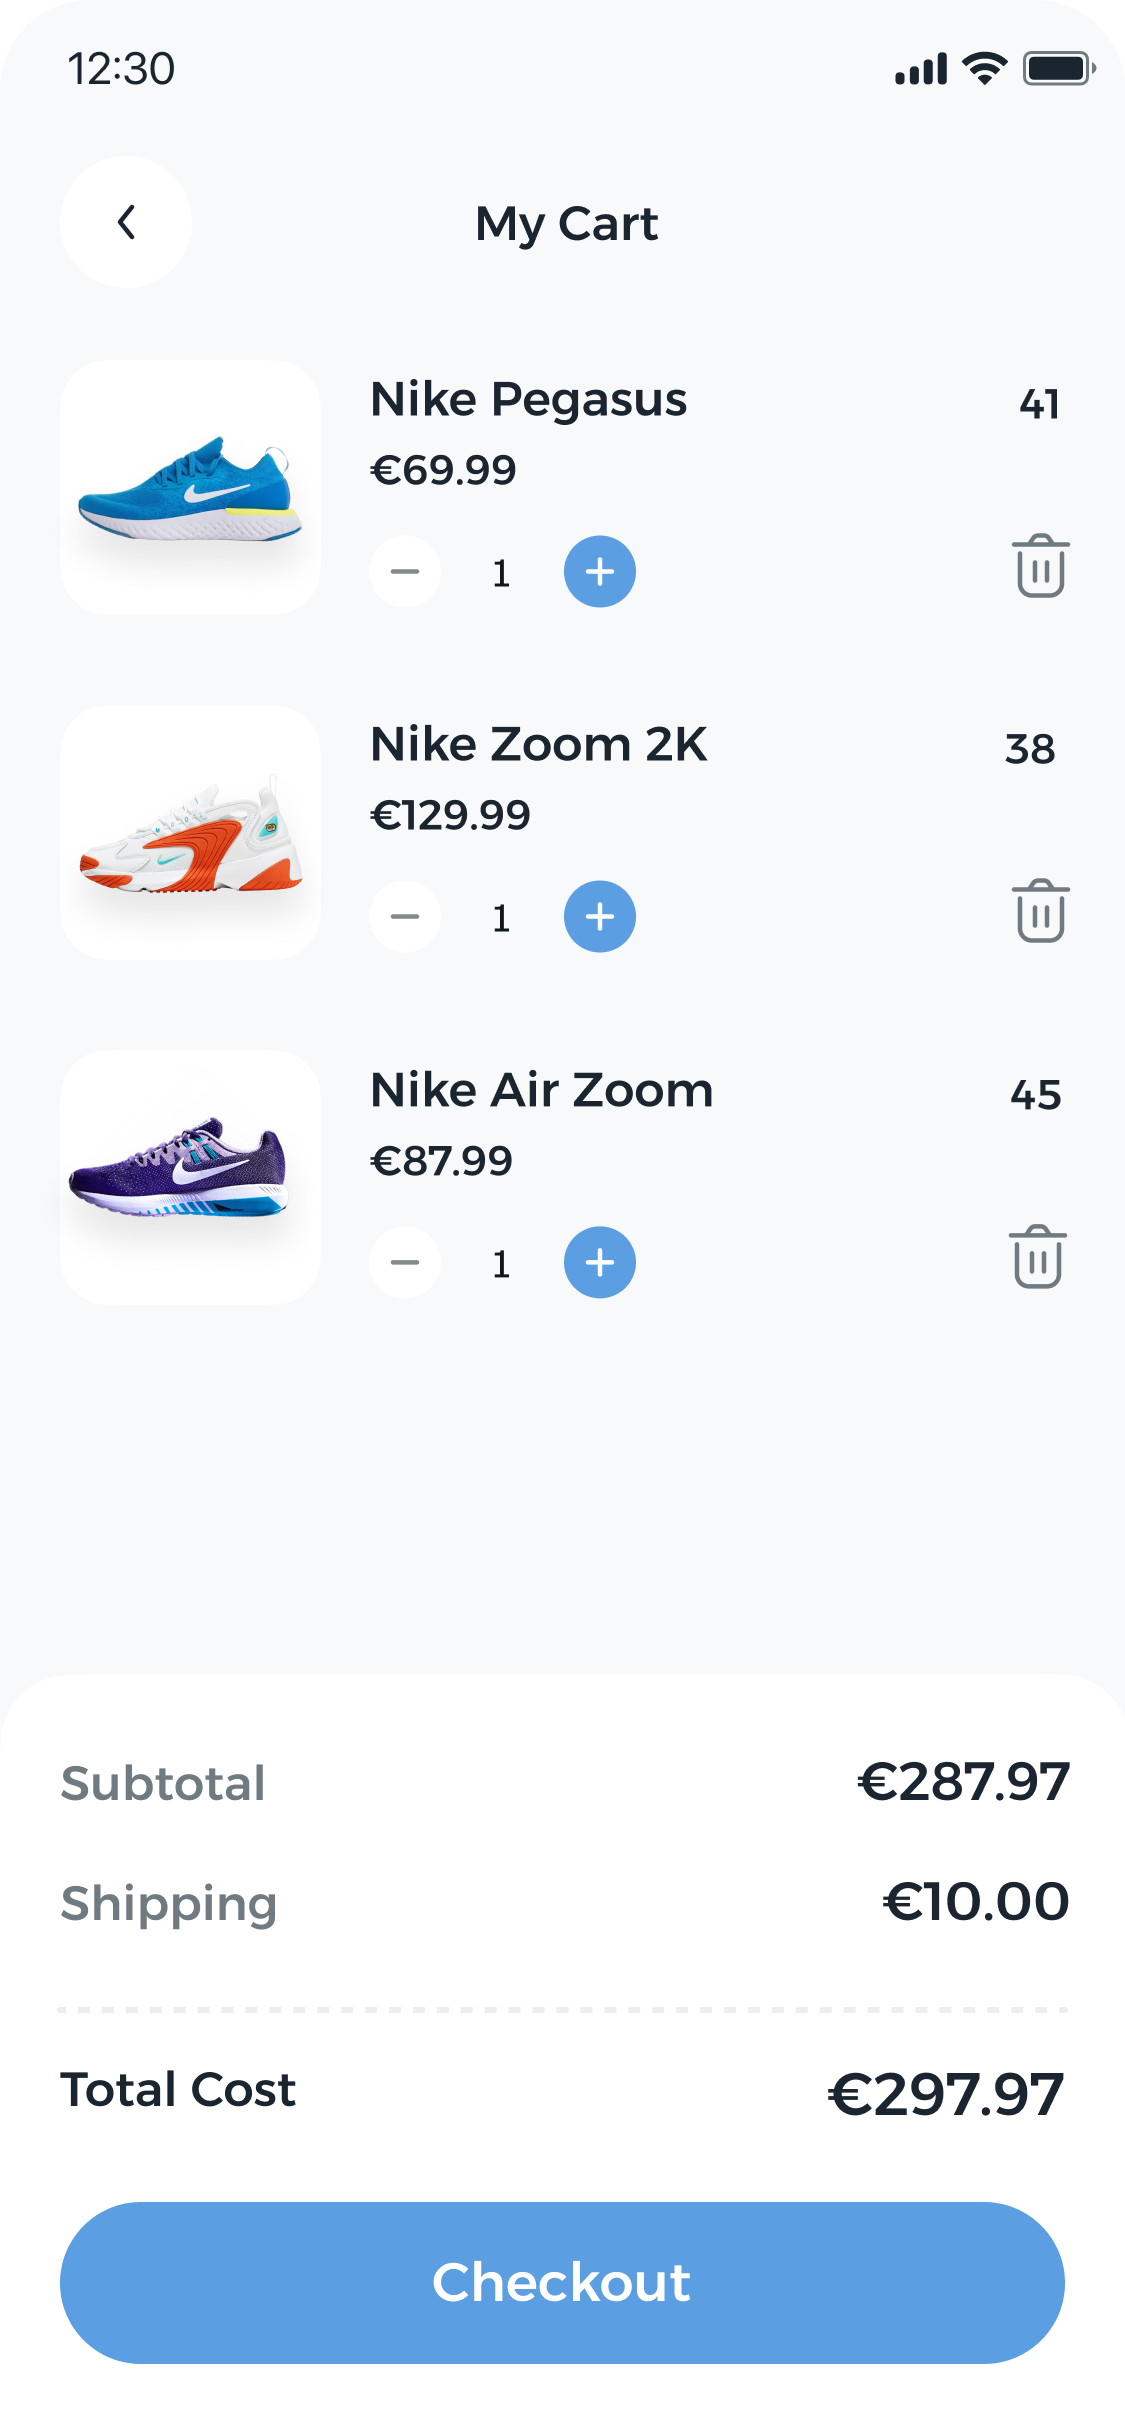 12:30
My Cart
Nike Pegasus
41
€69.99
1
Nike Zoom 2K
38
€129.99
1
Nike Air Zoom
45
€87.99
1
Subtotal
€287.97
Shipping
€10.00
Total Cost
€297.97
Checkout